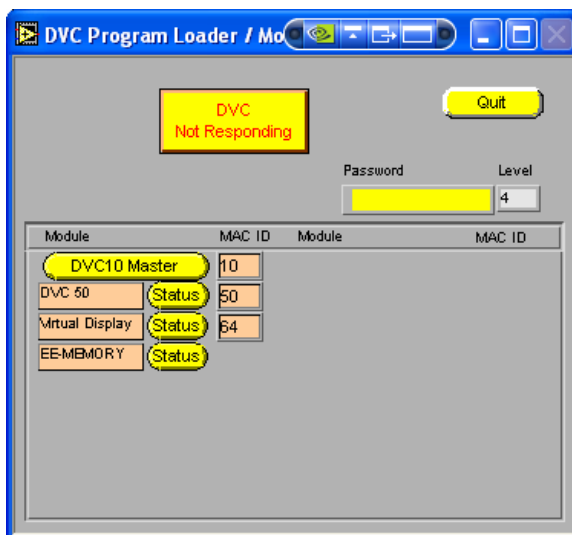 DVC Program Loader / Mo
DVC
Not Responding
Quit
Password Level
4
Module MAC ID Module MAC ID
DVC10 Master 10
DVC 50 Status 50
Virtual Display Status 64
EE-MEMORY Status